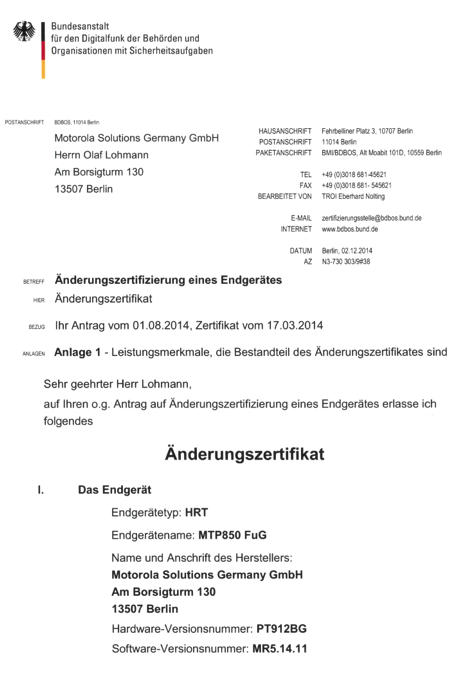 Bundesanstalt
für den Digitalfunk der Behörden und
Organisationen mit Sicherheitsaufgaben
POSTANSCHRIFT BDBOS, 11014 Berlin
Motorola Solutions Germany GmbH
Herrn Olaf Lohmann
Am Borsigturm 130
13507 Berlin
HAUSANSCHRIFT Fehrbelliner Platz 3, 10707 Berlin
POSTANSCHRIFT 11014 Berlin
PAKETANSCHRIFT BMI/BDBOS, Alt Moabit 101D, 10559 Berlin
TEL +49 (0)3018 681-45621
FAX +49 (0)3018 681- 545621
BEARBEITET VON TROI Eberhard Nolting
E-MAIL zertifizierungsstelle@bdbos.bund.de
INTERNET www.bdbos.bund.de
DATUM Berlin, 02.12.2014
AZ N3-730 303/9#38
BETREFF Änderungszertifizierung eines Endgerätes
HIER Änderungszertifikat
BEZUG Ihr Antrag vom 01.08.2014, Zertifikat vom 17.03.2014
ANLAGEN Anlage 1 - Leistungsmerkmale, die Bestandteil des Änderungszertifikates sind
Sehr geehrter Herr Lohmann,
auf Ihren o.g. Antrag auf Änderungszertifizierung eines Endgerätes erlasse ich
folgendes
Änderungszertifikat
I. Das Endgerät
Endgerätetyp: HRT
Endgerätename: MTP850 FuG
Name und Anschrift des Herstellers:
Motorola Solutions Germany GmbH
Am Borsigturm 130
13507 Berlin
Hardware-Versionsnummer: PT912BG
Software-Versionsnummer: MR5.14.11